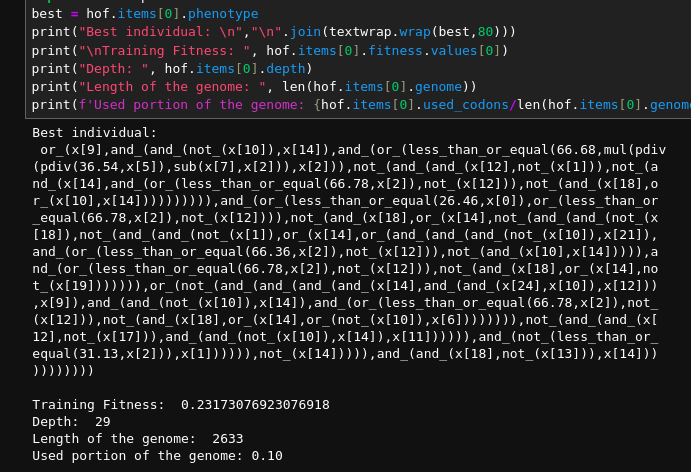 best = hof.items[0].phenotype
print("Best individual: \n","\n".join(textwrap.wrap(best,80)))
print("\nTraining Fitness: ", hof.items[0].fitness.values[0])
print("Depth: ", hof.items[0].depth)
print("Length of the genome: ", len(hof.items[0].genome))
print(f'Used portion of the genome: {hof.items[0].used_codons/len(hof.items[0].genom
Best individual:
or_(x[9],and_(and_(not_(x[10]),x[14]),and_(or_(less_than_or_equal(66.68,mul(pdiv
(pdiv(36.54,x[5]),sub(x[7],x[2])),x[2])),not_(and_(and_(x[12],not_(x[1])),not_(a
nd_(x[14],and_(or_(less_than_or_equal(66.78,x[2]),not_(x[12])),not_(and_(x[18],o
r_(x[10],x[14])))))))))),and_(or_(less_than_or_equal(26.46,x[0]),or_(less_than_or
_equal(66.78,x[2]),not_(x[12]))),not_(and_(x[18],or_(x[14],not_(and_(and_(not_(x
[18]),not_(and_(and_(not_(x[1]),or_(x[14],or_(and_(and_(and_(not_(x[10]),x[21]),
and_(or_(less_than_or_equal(66.36,x[2]),not_(x[12])),not_(and_(x[10],x[14])))),a
nd_(or_(less_than_or_equal(66.78,x[2]),not_(x[12])),not_(and_(x[18],or_(x[14],no
t_(x[19]))))))),or_(not_(and_(and_(and_(and_(x[14],and_(and_(x[24],x[10]),x[12]))
,x[9]),and_(and_(not_(x[10]),x[14]),and_(or_(less_than_or_equal(66.78,x[2]),not_
(x[12])),not_(and_(x[18],or_(x[14],or_(not_(x[10]),x[6])))))))),not_(and_(and_(x[
12],not_(x[17])),and_(and_(not_(x[10]),x[14]),x[11]))))),and_(not_(less_than_or_
equal(31.13,x[2])),x[1])))))),not_(x[14])))),and_(and_(x[18],not_(x[13])),x[14]))
)))))))))
Training Fitness: 0.23173076923076918
Depth: 29
Length of the genome: 2633
Used portion of the genome: 0.10